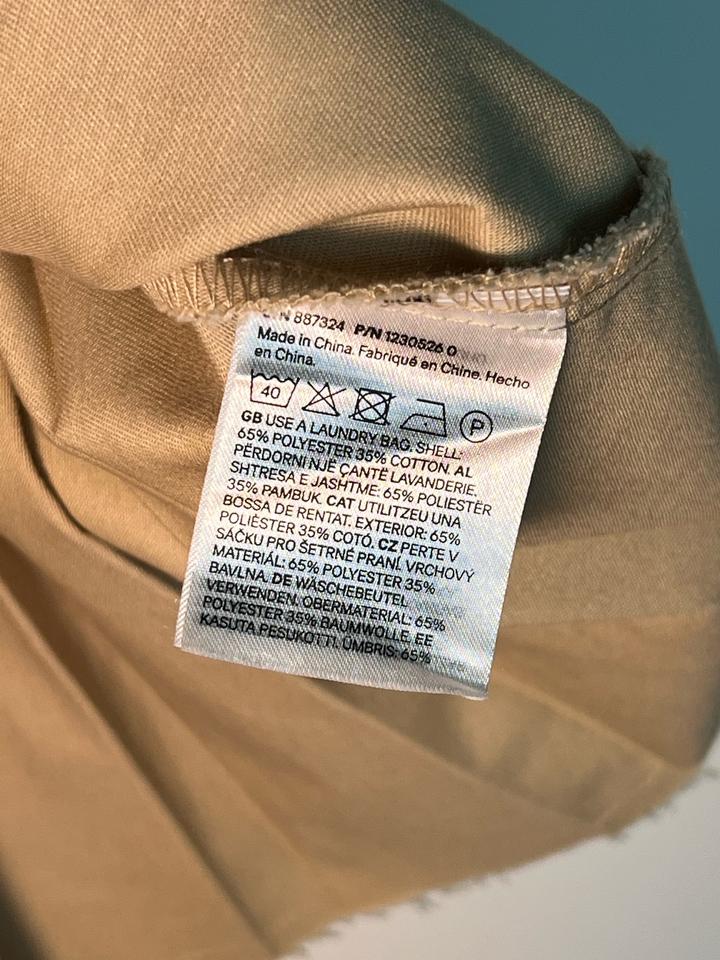 N 887324 P/N 1230526 0
Made in China. Fabriqué en Chine. Hecho
en China.
40 P
GB USE A LAUNDRY BAG. SHELL:
65% POLYESTER 35% COTTON. AL
PËRDORNI NJË ÇANTË LAVANDERIE.
SHTRESA E JASHTME: 65% POLIESTËR
35% PAMBUK. CAT UTILITZEU UNA
BOSSA DE RENTAT. EXTERIOR: 65%
POLIÈSTER 35% COTÓ. CZ PERTE V
SÁČKU PRO ŠETRNÉ PRANÍ. VRCHOVÝ
MATERIÁL: 65% POLYESTER 35%
BAVLNA. DE WÄSCHEBEUTEL
VERWENDEN. OBERMATERIAL: 65%
POLYESTER 35% BAUMWOLLE. EE
KASUTA PESUKOTTI. ÜMBRIS: 65%